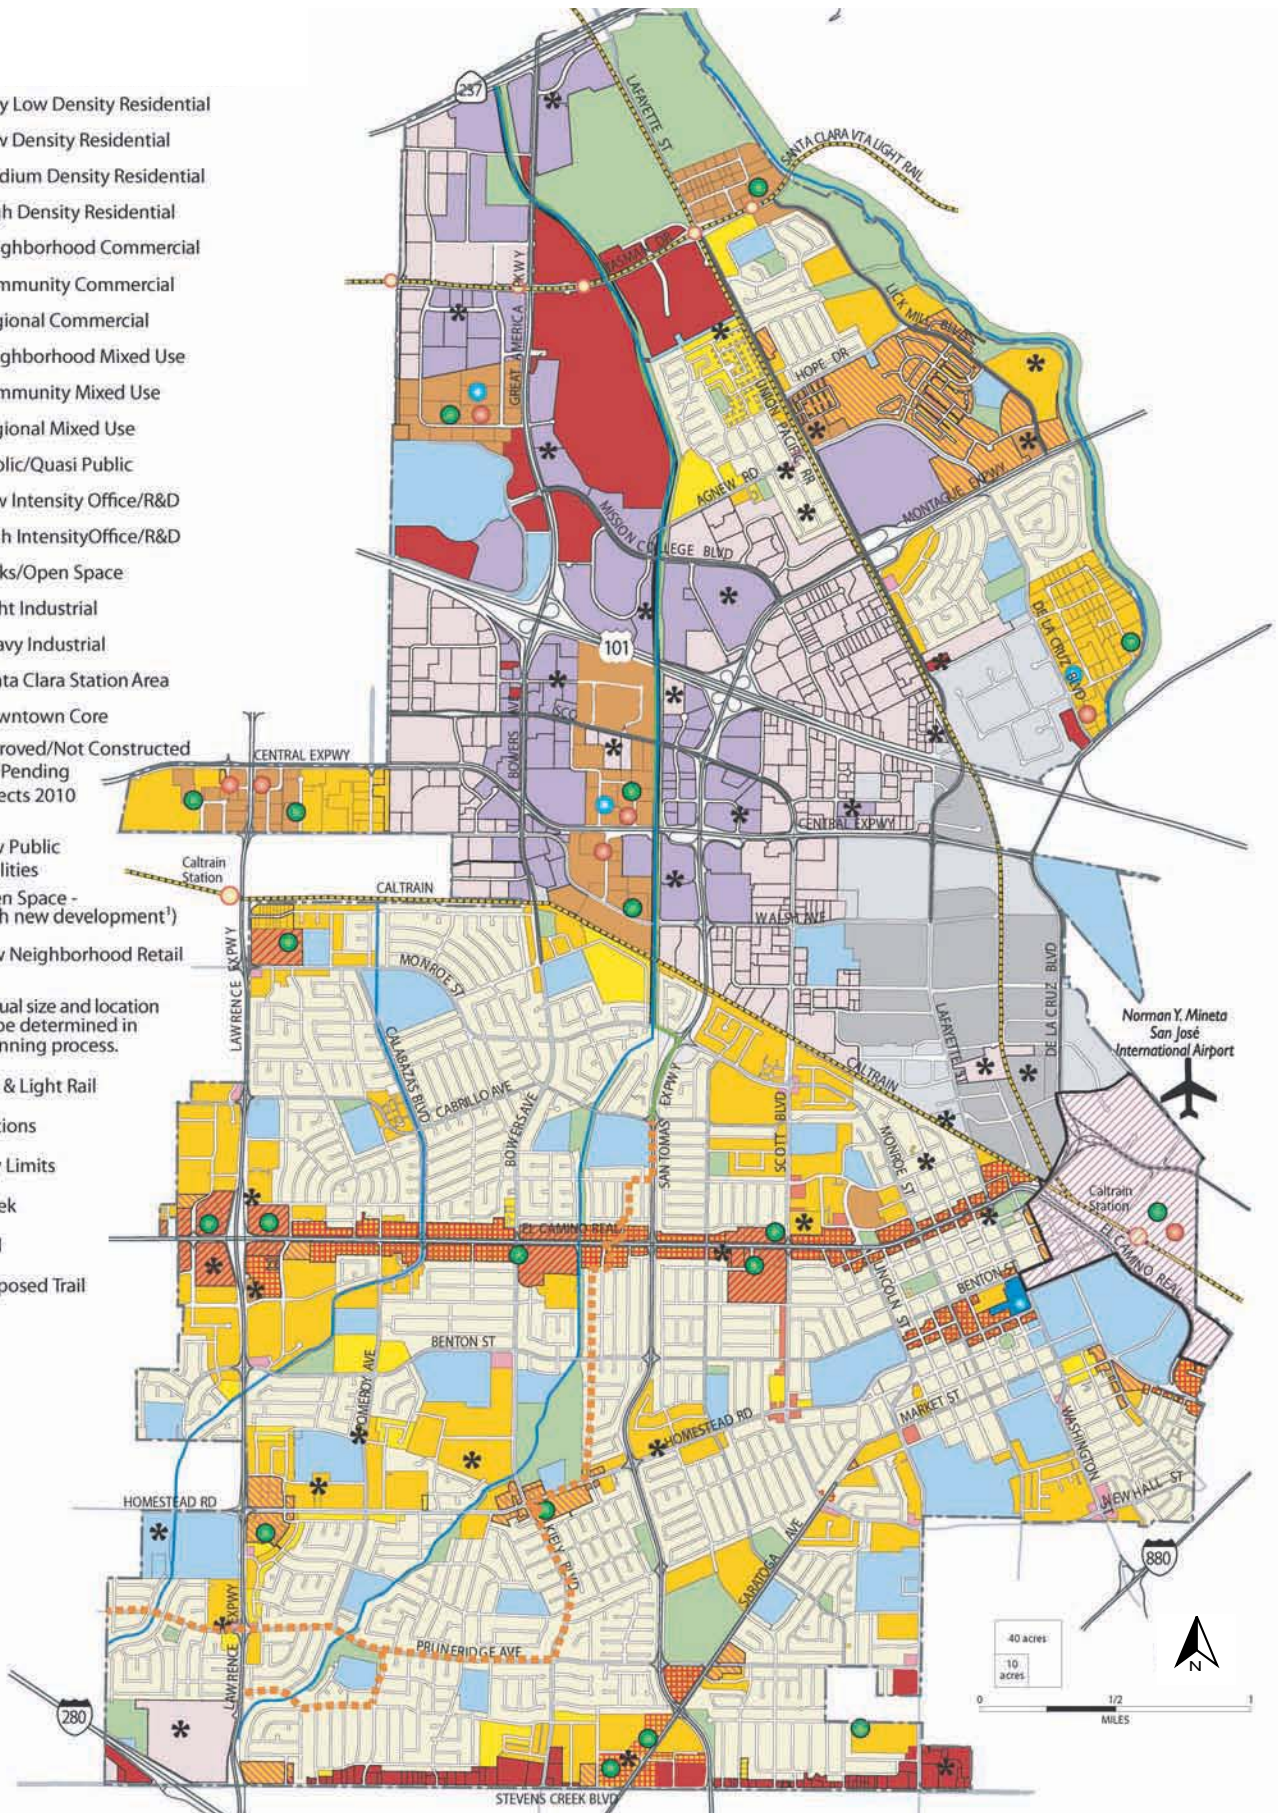 y Low Density Residential
w Density Residential
dium Density Residential
gh Density Residential
ighborhood Commercial
mmunity Commercial
gional Commercial
ighborhood Mixed Use
mmunity Mixed Use
gional Mixed Use
blic/Quasi Public
w Intensity Office/R&D
h IntensityOffice/R&D
ks/Open Space
ht Industrial
avy Industrial
nta Clara Station Area
wntown Core
proved/Not Constructed
Pending
ects 2010
w Public
ilities
en Space -
h new development¹)
w Neighborhood Retail
ual size and location
be determined in
nning process.
& Light Rail
tions
y Limits
ek
l
posed Trail
237
LAFAYETTE ST
SANTA CLARA VTA LIGHT RAIL
TASMAN DR
GREAT AMERICA PKWY
LICK MILL BLVD
HOPE DR
UNION PACIFIC RR
AGNEW RD
MONTAGUE EXPWY
MISSION COLLEGE BLVD
DE LA CRUZ BLVD
101
SCOTT
BOWERS AVE
CENTRAL EXPWY
CENTRAL EXPWY
Caltrain
Station
CALTRAIN
WALSH AVE
LAWRENCE EXPWY
MONROE ST
DE LA CRUZ BLVD
LAFAYETTE ST
Norman Y. Mineta
San José
International Airport
CALABAZAS BLVD
CABRILLO AVE
BOWERS AVE
SAN TOMAS EXPWY
SCOTT BLVD
CALTRAIN
MONROE ST
Caltrain
Station
EL CAMINO REAL
EL CAMINO REAL
LINCOLN ST
BENTON ST
BENTON ST
POMEROY AVE
HOMESTEAD RD
MARKET ST
WASHINGTON ST
NEWHALL ST
HOMESTEAD RD
KIELY BLVD
SARATOGA AVE
880
LAWRENCE EXPWY
PRUNERIDGE AVE
40 acres
10
acres
N
0 1/2 1
MILES
280
STEVENS CREEK BLVD